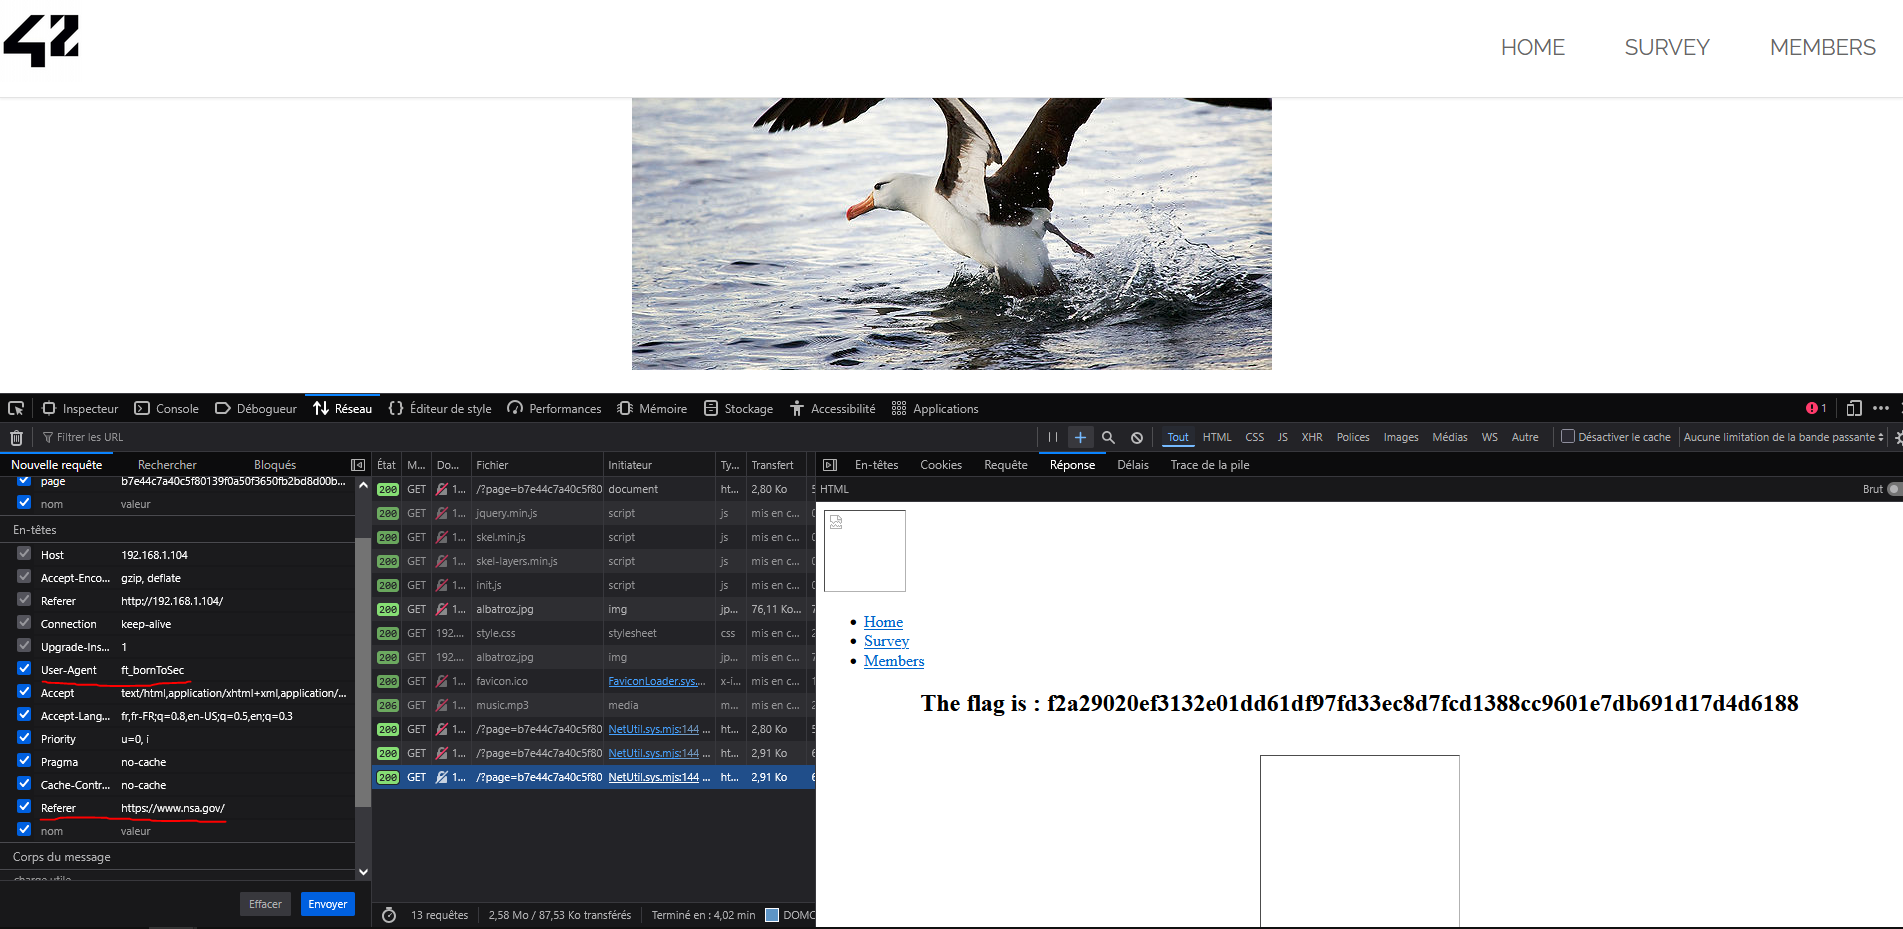 42
HOME SURVEY MEMBERS
Inspecteur Console Débogueur Réseau Éditeur de style Performances Mémoire Stockage Accessibilité Applications 1
Filtrer les URL Tout HTML CSS JS XHR Polices Images Médias WS Autre Désactiver le cache Aucune limitation de la bande passante
Nouvelle requête Rechercher Bloqués
page b7e44c7a40c5f80139f0a50f3650fb2bd8d00b...
nom valeur
En-têtes
Host 192.168.1.104
Accept-Enco... gzip, deflate
Referer http://192.168.1.104/
Connection keep-alive
Upgrade-Ins... 1
User-Agent ft_bornToSec
Accept text/html,application/xhtml+xml,application/...
Accept-Lang... fr,fr-FR;q=0.8,en-US;q=0.5,en;q=0.3
Priority u=0, i
Pragma no-cache
Cache-Contr... no-cache
Referer https://www.nsa.gov/
nom valeur
Corps du message
charge utile
Effacer Envoyer
État M... Do... Fichier Initiateur Ty... Transfert
200 GET 1... /?page=b7e44c7a40c5f80 document ht... 2,80 Ko
200 GET 1... jquery.min.js script js mis en c...
200 GET 1... skel.min.js script js mis en c...
200 GET 1... skel-layers.min.js script js mis en c...
200 GET 1... init.js script js mis en c...
200 GET 1... albatroz.jpg img jp... 76,11 Ko...
200 GET 192.... style.css stylesheet css mis en c...
200 GET 192.... albatroz.jpg img jp... mis en c...
200 GET 1... favicon.ico FaviconLoader.sys.... x-i... mis en c...
206 GET 1... music.mp3 media m... mis en c...
200 GET 1... /?page=b7e44c7a40c5f80 NetUtil.sys.mjs:144 ... ht... 2,80 Ko
200 GET 1... /?page=b7e44c7a40c5f80 NetUtil.sys.mjs:144 ... ht... 2,91 Ko
200 GET 1... /?page=b7e44c7a40c5f80 NetUtil.sys.mjs:144 ... ht... 2,91 Ko
13 requêtes 2,58 Mo / 87,53 Ko transférés Terminé en : 4,02 min DOMC
En-têtes Cookies Requête Réponse Délais Trace de la pile
HTML Brut
Home
Survey
Members
The flag is : f2a29020ef3132e01dd61df97fd33ec8d7fcd1388cc9601e7db691d17d4d6188